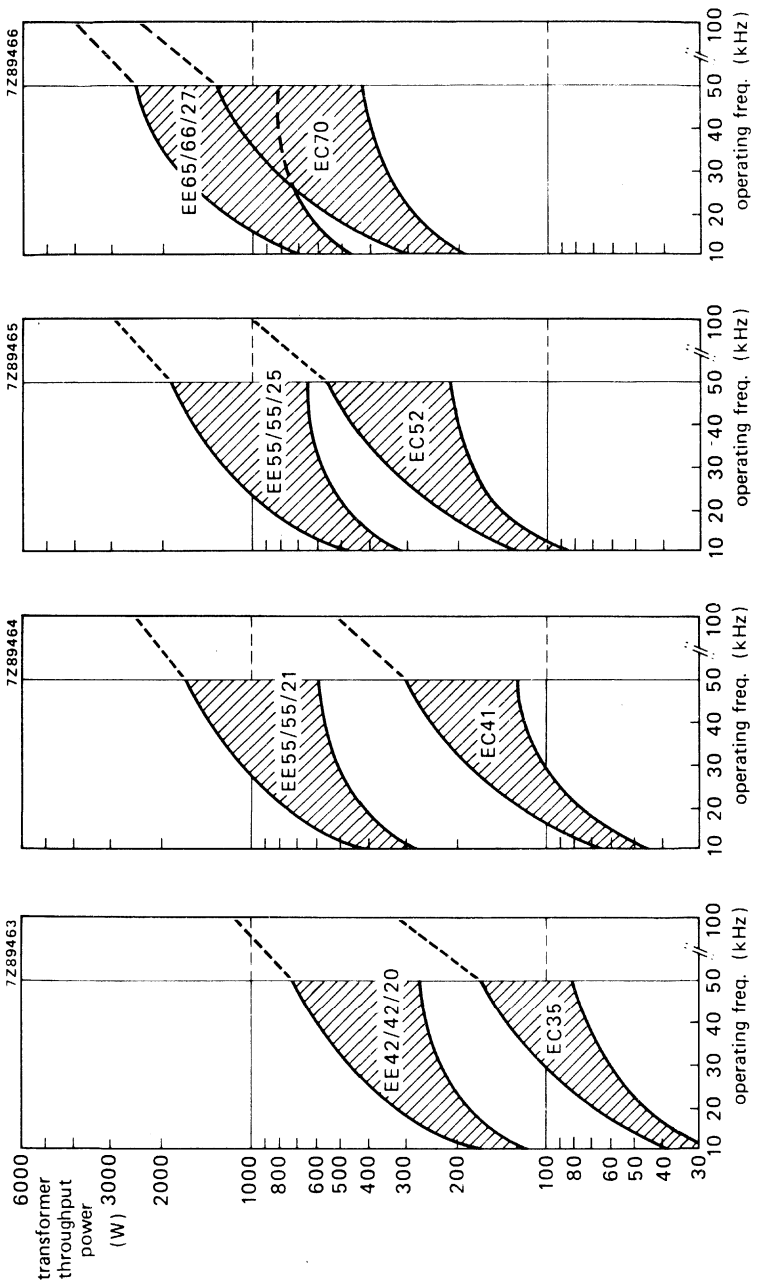 transformer
throughput
power
(W)
6000
3000
2000
1000
800
600
500
400
300
200
100
80
60
50
40
30
7Z89463
EE42/42/20
EC35
10 20 30 40 50 100
operating freq. (kHz)
7Z89464
EE55/55/21
EC41
10 20 30 40 50 100
operating freq. (kHz)
7Z89465
EE55/55/25
EC52
10 20 30 40 50 100
operating freq. (kHz)
7Z89466
EE65/66/27
EC70
10 20 30 40 50 100
operating freq. (kHz)